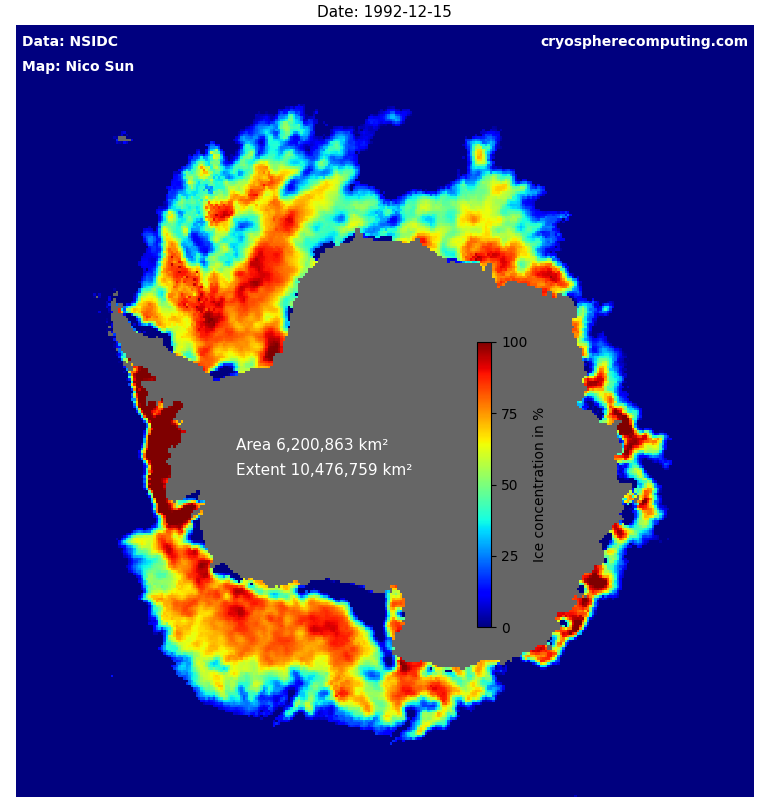 Date: 1992-12-15
Data: NSIDC
cryospherecomputing.com
Map: Nico Sun
100
75
50
25
0
Ice concentration in %
Area 6,200,863 km²
Extent 10,476,759 km²